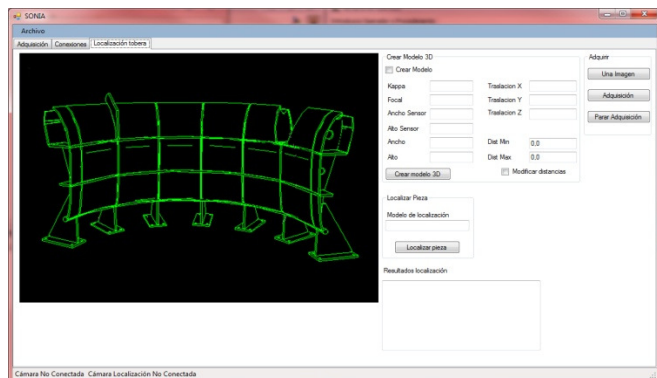 SONIA
Archivo
Adquisición Conexiones Localización tobera
Crear Modelo 3D
Crear Modelo
Kappa
Focal
Ancho Sensor
Alto Sensor
Ancho
Alto
Traslacion X
Traslacion Y
Traslacion Z
Dist Min 0,0
Dist Max 0,0
Crear modelo 3D
Modificar distancias
Localizar Pieza
Modelo de localización
Localizar pieza
Resultados localización
Adquirir
Una Imagen
Adquisición
Parar Adquisición
Cámara No Conectada Cámara Localización No Conectada